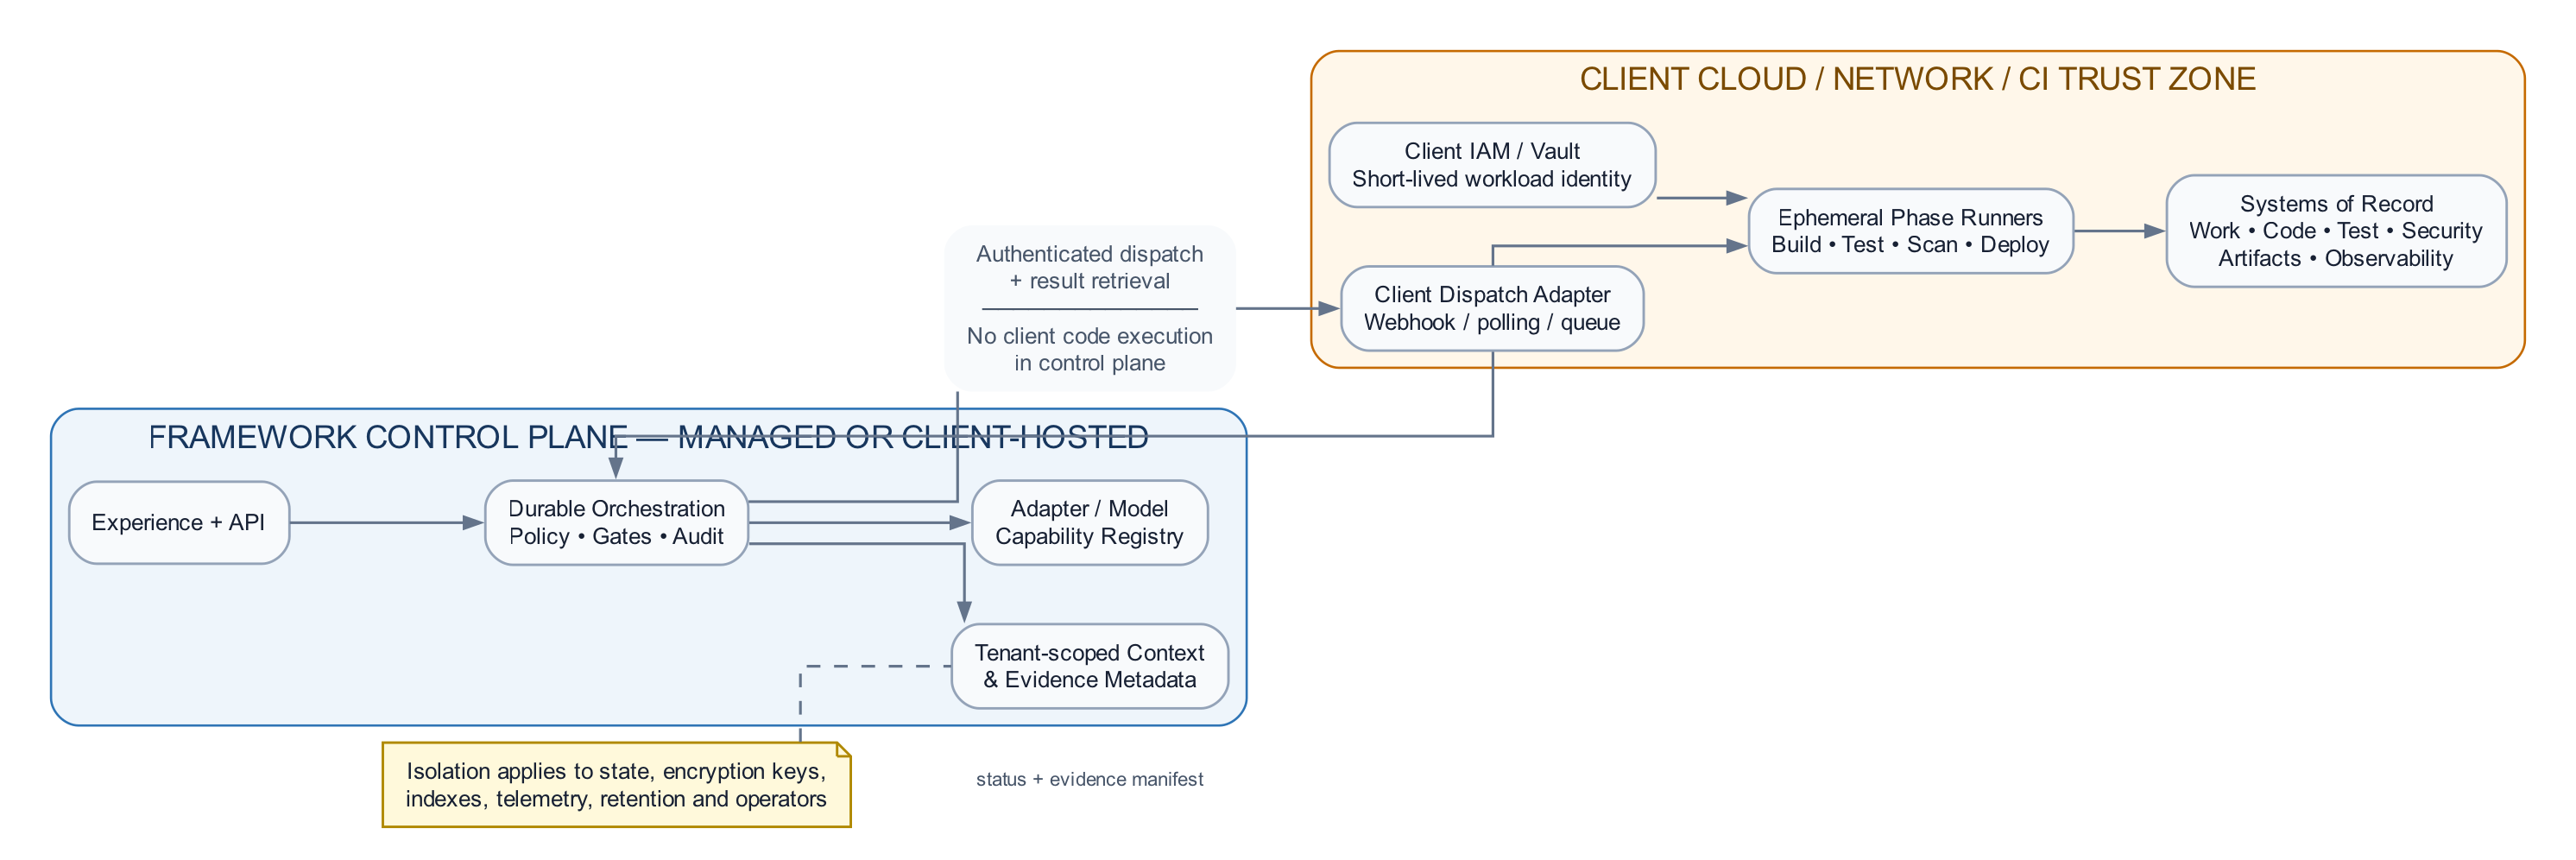 CLIENT CLOUD / NETWORK / CI TRUST ZONE
Client IAM / Vault
Short-lived workload identity
Ephemeral Phase Runners
Build • Test • Scan • Deploy
Systems of Record
Work • Code • Test • Security
Artifacts • Observability
Authenticated dispatch
+ result retrieval
No client code execution
in control plane
Client Dispatch Adapter
Webhook / polling / queue
FRAMEWORK CONTROL PLANE — MANAGED OR CLIENT-HOSTED
Experience + API
Durable Orchestration
Policy • Gates • Audit
Adapter / Model
Capability Registry
Tenant-scoped Context
& Evidence Metadata
Isolation applies to state, encryption keys,
indexes, telemetry, retention and operators
status + evidence manifest